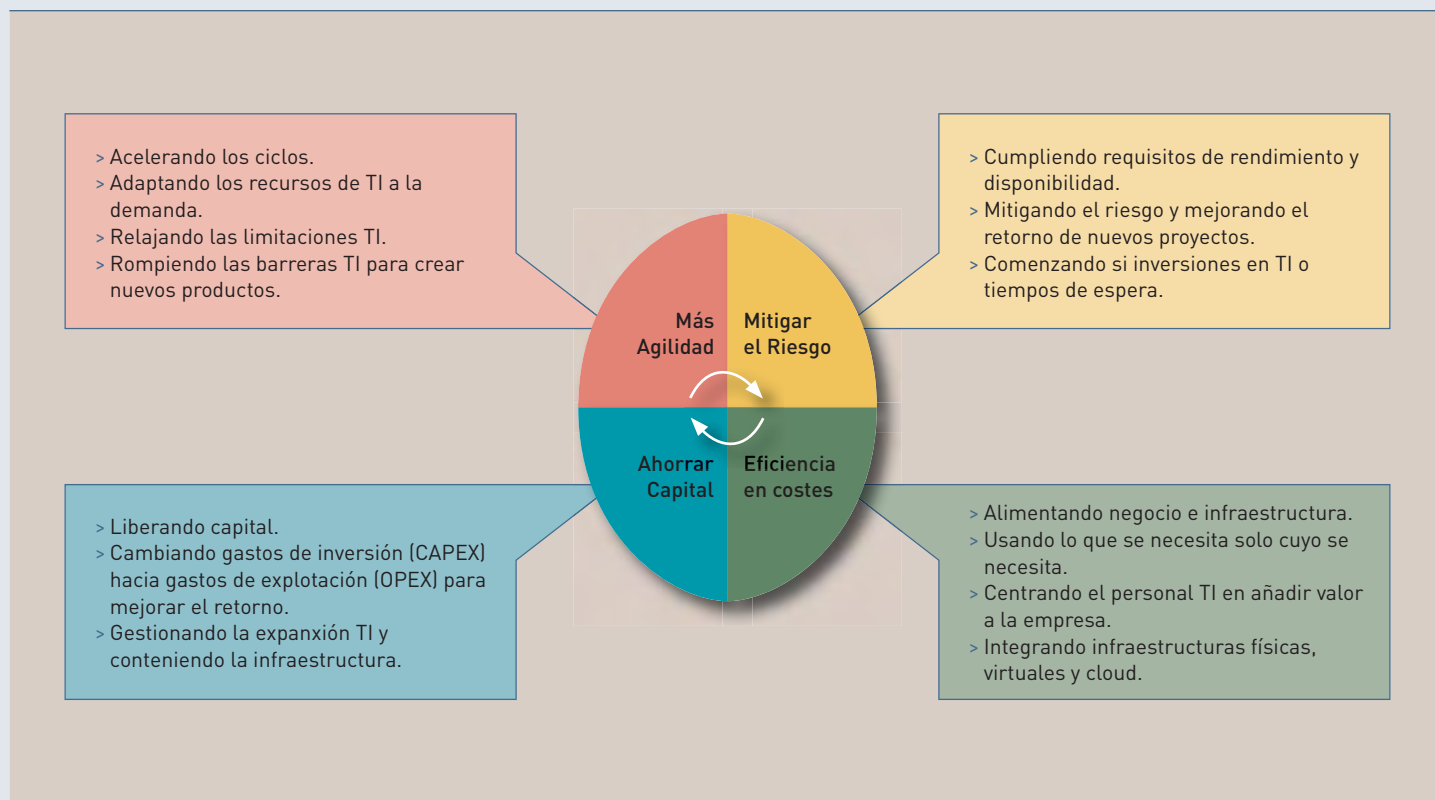 > Acelerando los ciclos.
> Adaptando los recursos de TI a la
demanda.
> Relajando las limitaciones TI.
> Rompiendo las barreras TI para crear
nuevos productos.
> Cumpliendo requisitos de rendimiento y
disponibilidad.
> Mitigando el riesgo y mejorando el
retorno de nuevos proyectos.
> Comenzando si inversiones en TI o
tiempos de espera.
Más
Agilidad
Mitigar
el Riesgo
Ahorrar
Capital
Eficiencia
en costes
> Liberando capital.
> Cambiando gastos de inversión (CAPEX)
hacia gastos de explotación (OPEX) para
mejorar el retorno.
> Gestionando la expanxión TI y
conteniendo la infraestructura.
> Alimentando negocio e infraestructura.
> Usando lo que se necesita solo cuyo se
necesita.
> Centrando el personal TI en añadir valor
a la empresa.
> Integrando infraestructuras físicas,
virtuales y cloud.